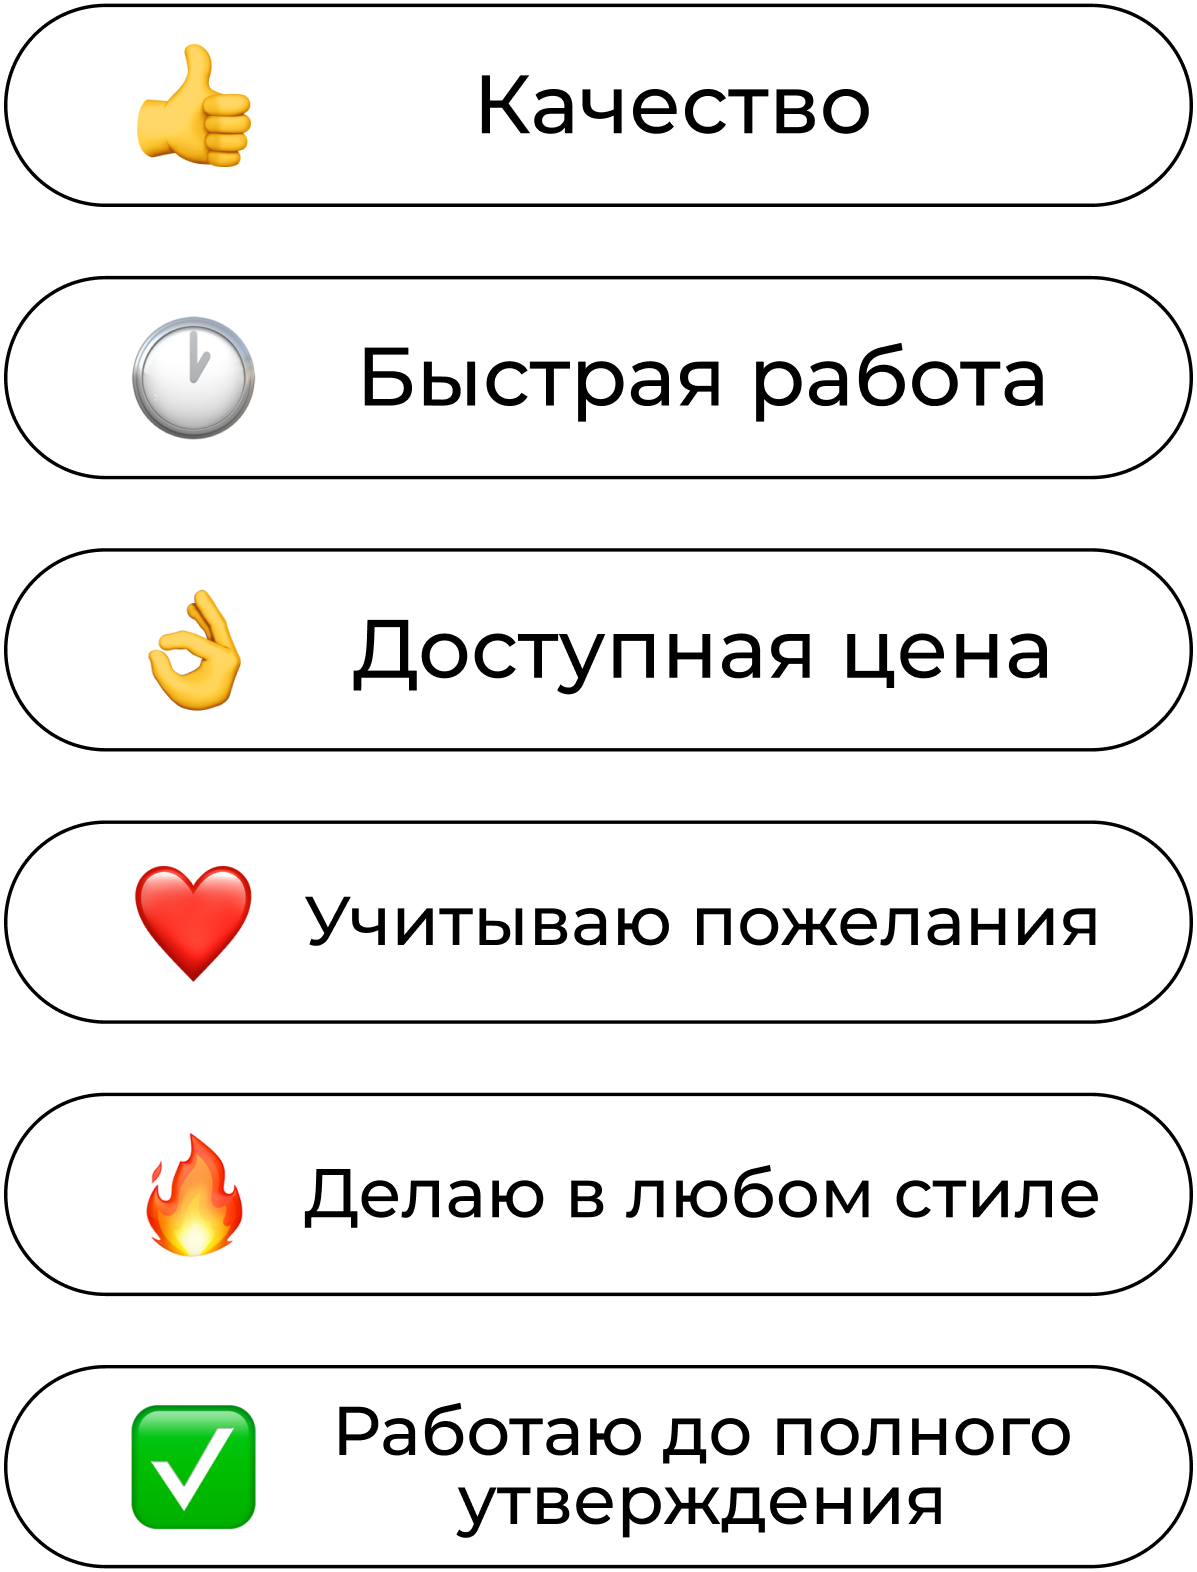 Качество
Быстрая работа
Доступная цена
Учитываю пожелания
Делаю в любом стиле
Работаю до полного
утверждения